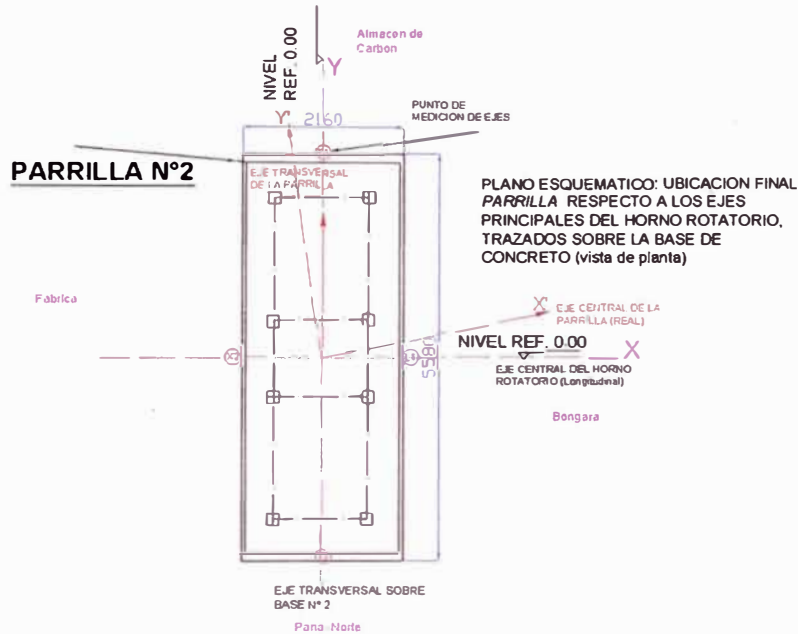 Almacen de
Carbon
NIVEL
REF. 0.00
Y
Y'
2160
PUNTO DE
MEDICION DE EJES
PARRILLA N°2
EJE TRANSVERSAL
DE LA PARRILLA
PLANO ESQUEMATICO: UBICACION FINAL
PARRILLA RESPECTO A LOS EJES
PRINCIPALES DEL HORNO ROTATORIO,
TRAZADOS SOBRE LA BASE DE
CONCRETO (vista de planta)
Fabrica
X'
EJE CENTRAL DE LA
PARRILLA (REAL)
NIVEL REF. 0.00
X
5580
EJE CENTRAL DEL HORNO
ROTATORIO (Longitudinal)
Bongara
EJE TRANSVERSAL SOBRE
BASE N° 2
Pana Norte